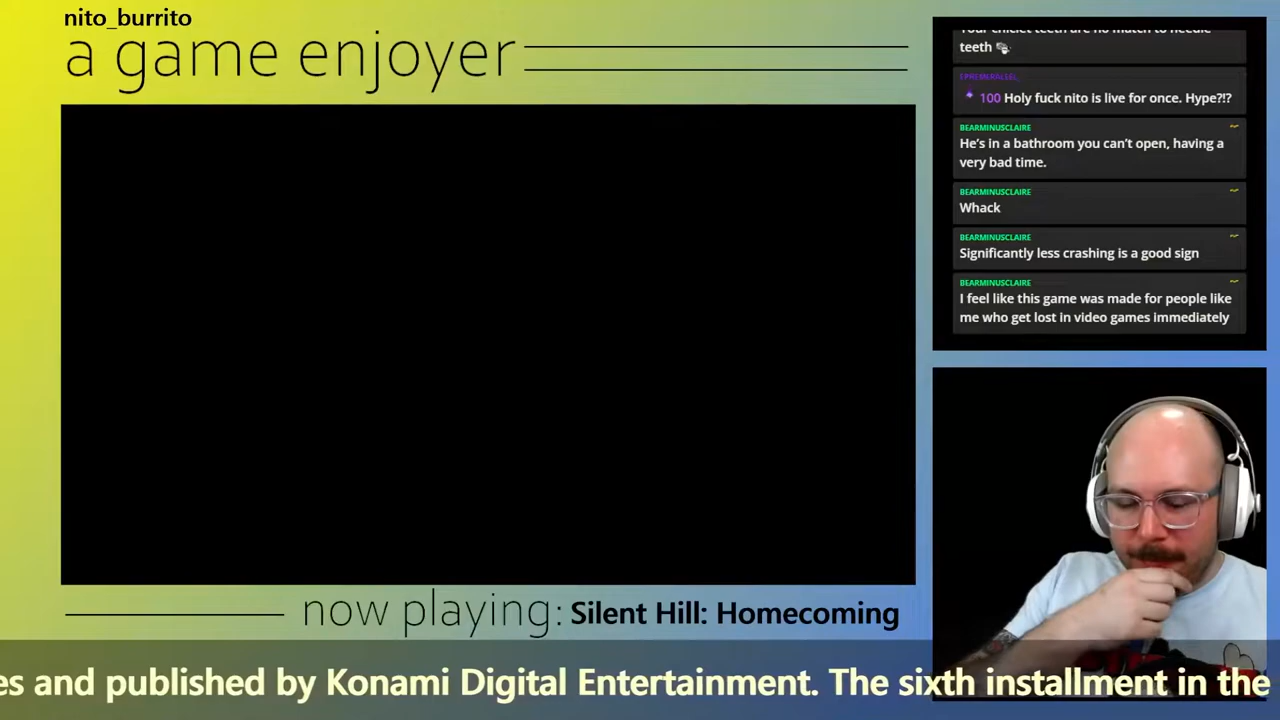 nito_burrito
a game enjoyer
teeth
100 Holy fuck nito is live for once. Hype?!?
BEARMINUSCLAIRE
He's in a bathroom you can't open, having a
very bad time.
BEARMINUSCLAIRE
Whack
BEARMINUSCLAIRE
Significantly less crashing is a good sign
BEARMINUSCLAIRE
I feel like this game was made for people like
me who get lost in video games immediately
now playing: Silent Hill: Homecoming
es and published by Konami Digital Entertainment. The sixth installment in the